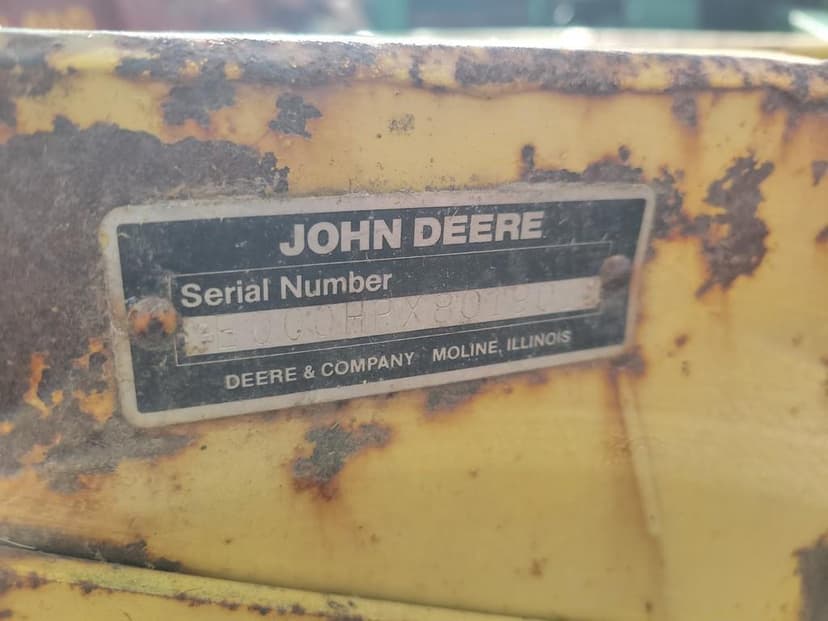 JOHN DEERE
Serial Number
DEERE & COMPANY MOLINE, ILLINOIS